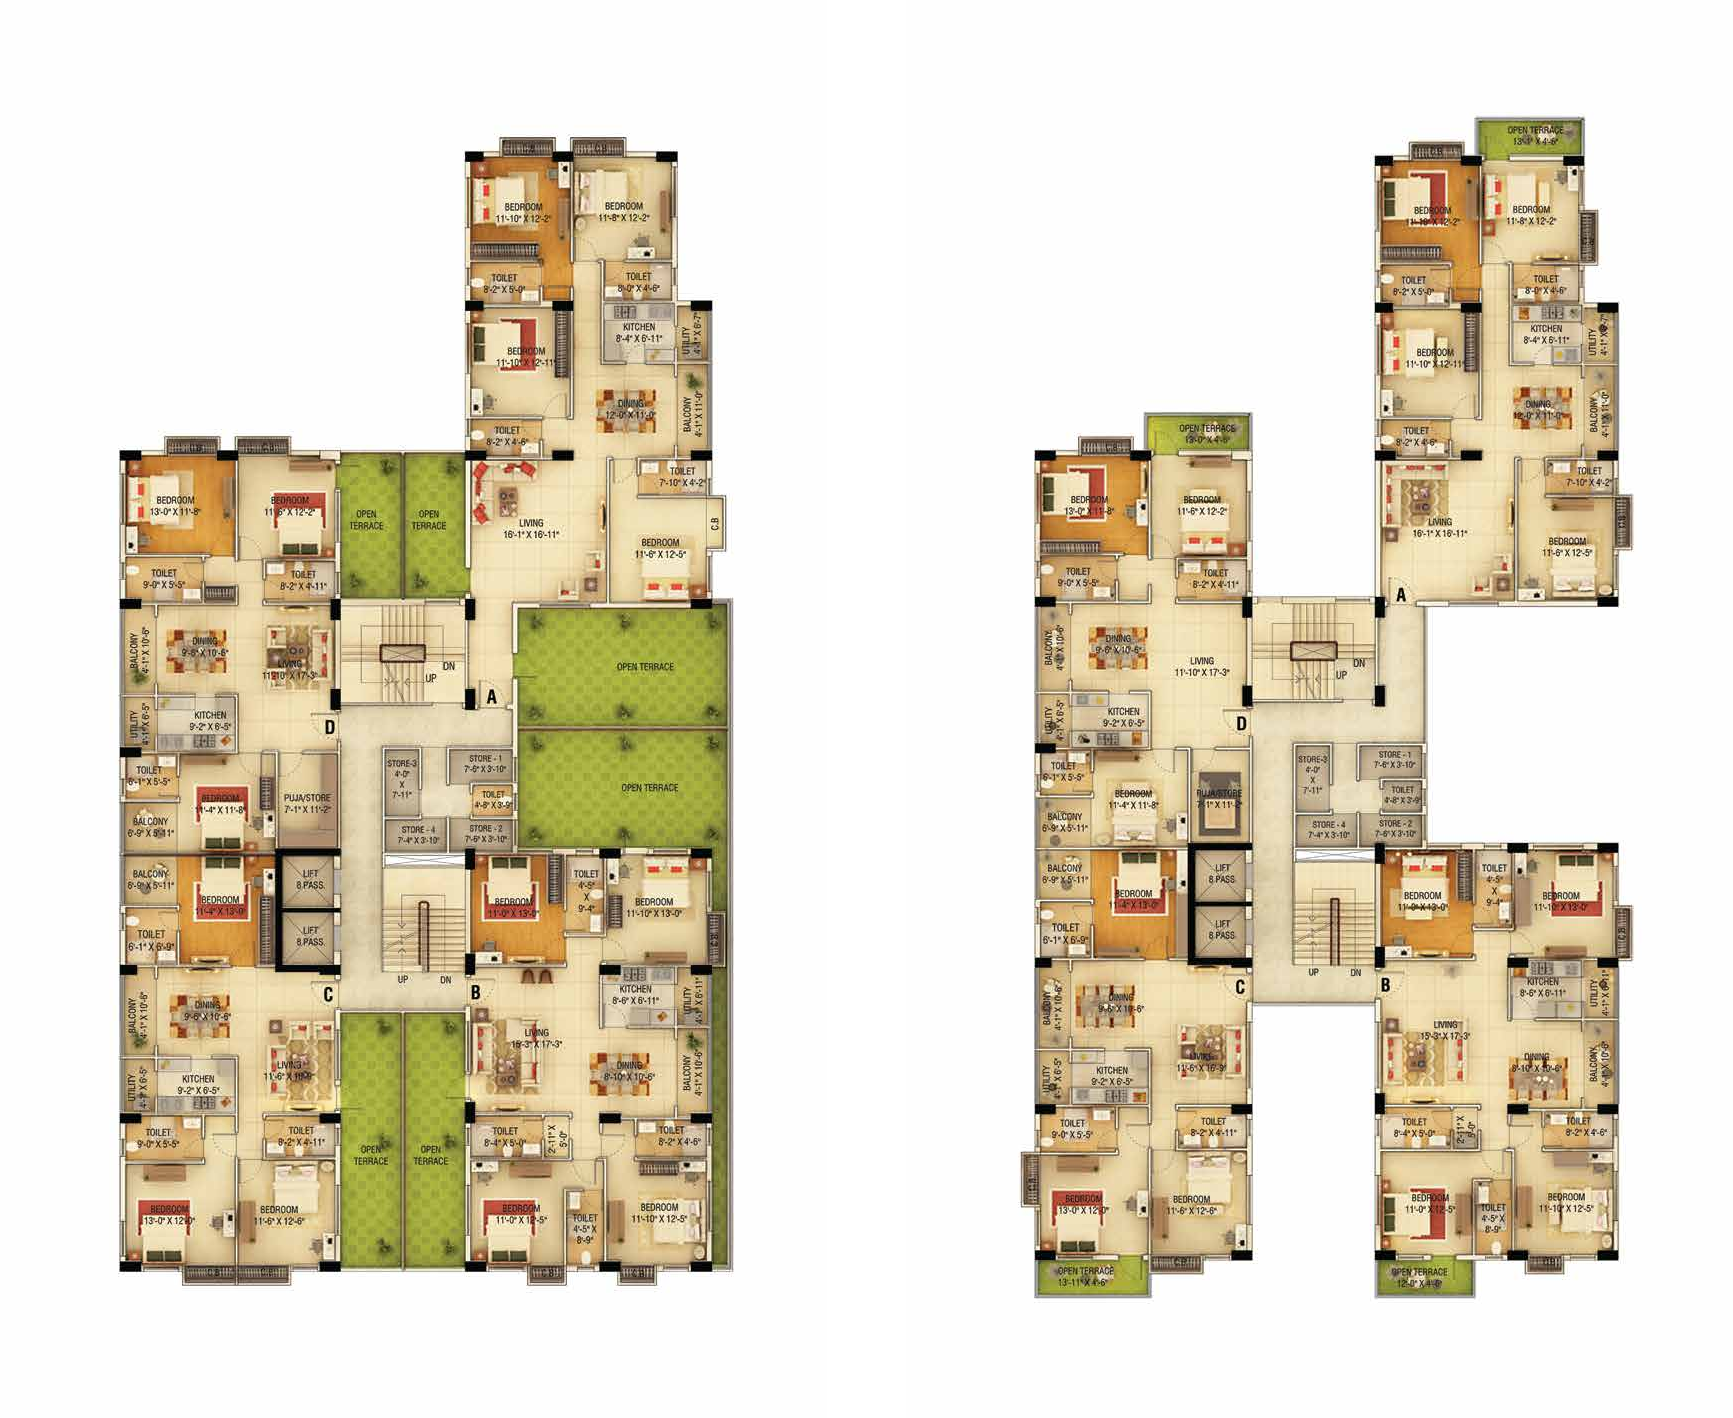 C.B
C.B
BEDROOM
11'-10" X 12'-2"
BEDROOM
11'-8" X 12'-2"
TOILET
8'-2" X 5'-0"
TOILET
8'-0" X 4'-6"
KITCHEN
8'-4" X 6'-11"
UTILITY
4'-1" X 6'-7"
BEDROOM
11'-10" X 12'-11"
DINING
12'-0" X 11'-0"
BALCONY
4'-1" X 11'-0"
TOILET
8'-2" X 4'-6"
TOILET
7'-10" X 4'-2"
LIVING
16'-1" X 16'-11"
C.B
BEDROOM
11'-6" X 12'-5"
C.B
C.B
BEDROOM
13'-0" X 11'-8"
BEDROOM
11'-6" X 12'-2"
OPEN
TERRACE
OPEN
TERRACE
TOILET
9'-0" X 5'-5"
TOILET
8'-2" X 4'-11"
BALCONY
4'-1" X 10'-6"
DINING
9'-6" X 10'-6"
LIVING
11'-10" X 17'-3"
DN
UP
A
OPEN TERRACE
UTILITY
4'-1" X 6'-5"
KITCHEN
9'-2" X 6'-5"
D
TOILET
6'-1" X 5'-5"
BEDROOM
11'-4" X 11'-8"
PUJA/STORE
7'-1" X 11'-2"
BALCONY
6'-9" X 5'-11"
STORE-3
4'-0"
X
7'-11"
STORE - 1
7'-6" X 3'-10"
TOILET
4'-8" X 3'-9"
STORE - 4
7'-4" X 3'-10"
STORE - 2
7'-6" X 3'-10"
OPEN TERRACE
BALCONY
6'-9" X 5'-11"
BEDROOM
11'-4" X 13'-0"
LIFT
8 PASS.
LIFT
8 PASS.
TOILET
6'-1" X 6'-9"
BEDROOM
11'-0" X 13'-0"
TOILET
4'-5"
X
9'-4"
BEDROOM
11'-10" X 13'-0"
C.B
UP
DN
C
B
BALCONY
4'-1" X 10'-6"
DINING
9'-6" X 10'-6"
KITCHEN
8'-6" X 6'-11"
UTILITY
4'-1" X 6'-11"
LIVING
15'-3" X 17'-3"
LIVING
11'-6" X 16'-9"
UTILITY
4'-1" X 6'-5"
KITCHEN
9'-2" X 6'-5"
DINING
8'-10" X 10'-6"
BALCONY
4'-1" X 10'-6"
TOILET
9'-0" X 5'-5"
TOILET
8'-2" X 4'-11"
OPEN
TERRACE
OPEN
TERRACE
TOILET
8'-4" X 5'-0"
2'-11" X
5'-0"
TOILET
8'-2" X 4'-6"
BEDROOM
13'-0" X 12'-0"
BEDROOM
11'-6" X 12'-6"
BEDROOM
11'-0" X 12'-5"
TOILET
4'-5" X
8'-9"
BEDROOM
11'-10" X 12'-5"
C.B
C.B
C.B
C.B
OPEN TERRACE
13'-1" X 4'-6"
C.B
BEDROOM
11'-10" X 12'-2"
BEDROOM
11'-8" X 12'-2"
TOILET
8'-2" X 5'-0"
TOILET
8'-0" X 4'-6"
KITCHEN
8'-4" X 6'-11"
UTILITY
4'-1" X 6'-7"
BEDROOM
11'-10" X 12'-11"
DINING
12'-0" X 11'-0"
BALCONY
4'-1" X 11'-0"
TOILET
8'-2" X 4'-6"
TOILET
7'-10" X 4'-2"
LIVING
16'-1" X 16'-11"
BEDROOM
11'-6" X 12'-5"
C.B
A
OPEN TERRACE
13'-0" X 4'-6"
C.B
BEDROOM
13'-0" X 11'-8"
BEDROOM
11'-6" X 12'-2"
TOILET
9'-0" X 5'-5"
TOILET
8'-2" X 4'-11"
BALCONY
4'-1" X 10'-6"
DINING
9'-6" X 10'-6"
LIVING
11'-10" X 17'-3"
DN
UP
UTILITY
4'-1" X 6'-5"
KITCHEN
9'-2" X 6'-5"
D
TOILET
6'-1" X 5'-5"
BEDROOM
11'-4" X 11'-8"
PUJA/STORE
7'-1" X 11'-2"
BALCONY
6'-9" X 5'-11"
STORE-3
4'-0"
X
7'-11"
STORE - 1
7'-6" X 3'-10"
TOILET
4'-8" X 3'-9"
STORE - 4
7'-4" X 3'-10"
STORE - 2
7'-6" X 3'-10"
BALCONY
6'-9" X 5'-11"
BEDROOM
11'-4" X 13'-0"
LIFT
8 PASS.
LIFT
8 PASS.
TOILET
6'-1" X 6'-9"
BEDROOM
11'-0" X 13'-0"
TOILET
4'-5"
X
9'-4"
BEDROOM
11'-10" X 13'-0"
C.B
UP
DN
C
B
BALCONY
4'-1" X 10'-6"
DINING
9'-6" X 10'-6"
KITCHEN
8'-6" X 6'-11"
UTILITY
4'-1" X 6'-11"
LIVING
15'-3" X 17'-3"
LIVING
11'-6" X 16'-9"
UTILITY
4'-1" X 6'-5"
KITCHEN
9'-2" X 6'-5"
DINING
8'-10" X 10'-6"
BALCONY
4'-1" X 10'-6"
TOILET
9'-0" X 5'-5"
TOILET
8'-2" X 4'-11"
TOILET
8'-4" X 5'-0"
2'-11" X
5'-0"
TOILET
8'-2" X 4'-6"
C.B
BEDROOM
13'-0" X 12'-0"
BEDROOM
11'-6" X 12'-6"
BEDROOM
11'-0" X 12'-5"
TOILET
4'-5" X
8'-9"
BEDROOM
11'-10" X 12'-5"
C.B
C.B
OPEN TERRACE
13'-11" X 4'-6"
OPEN TERRACE
12'-0" X 4'-6"